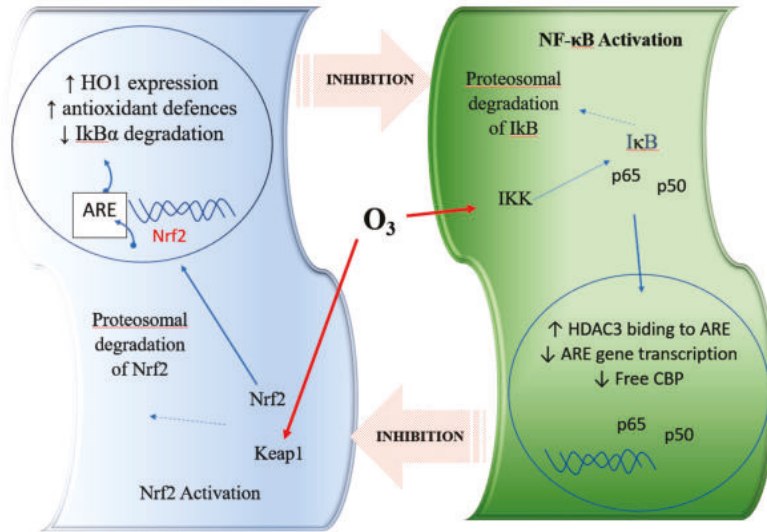 ↑ HO1 expression
↑ antioxidant defences
↓ IkBα degradation
ARE
Nrf2
Proteosomal
degradation
of Nrf2
Nrf2
Keap1
Nrf2 Activation
INHIBITION
O3
INHIBITION
NF-κB Activation
Proteosomal
degradation
of IkB
IκB
p65 p50
IKK
↑ HDAC3 biding to ARE
↓ ARE gene transcription
↓ Free CBP
p65 p50